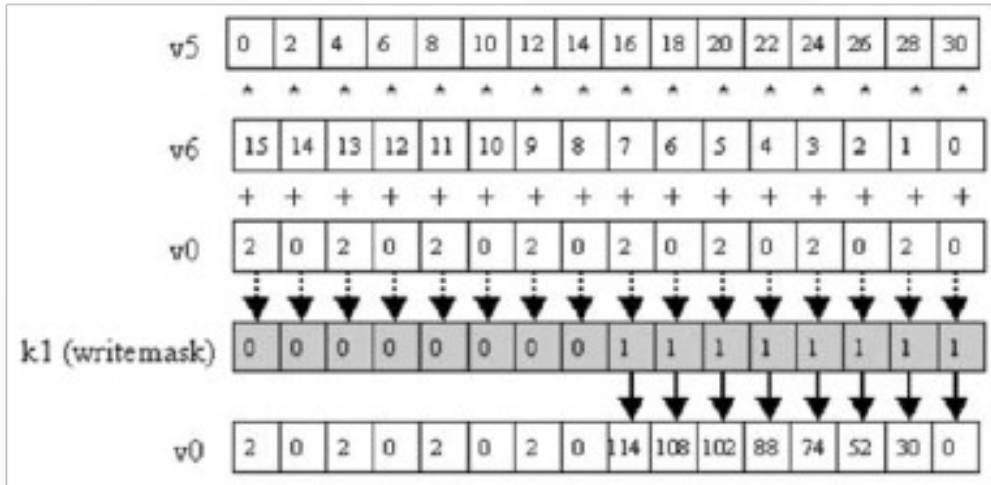 v5 0 2 4 6 8 10 12 14 16 18 20 22 24 26 28 30
* * * * * * * * * * * * * * * *
v6 15 14 13 12 11 10 9 8 7 6 5 4 3 2 1 0
+ + + + + + + + + + + + + + + +
v0 2 0 2 0 2 0 2 0 2 0 2 0 2 0 2 0
k1 (writemask) 0 0 0 0 0 0 0 0 1 1 1 1 1 1 1 1
v0 2 0 2 0 2 0 2 0 114 108 102 88 74 52 30 0